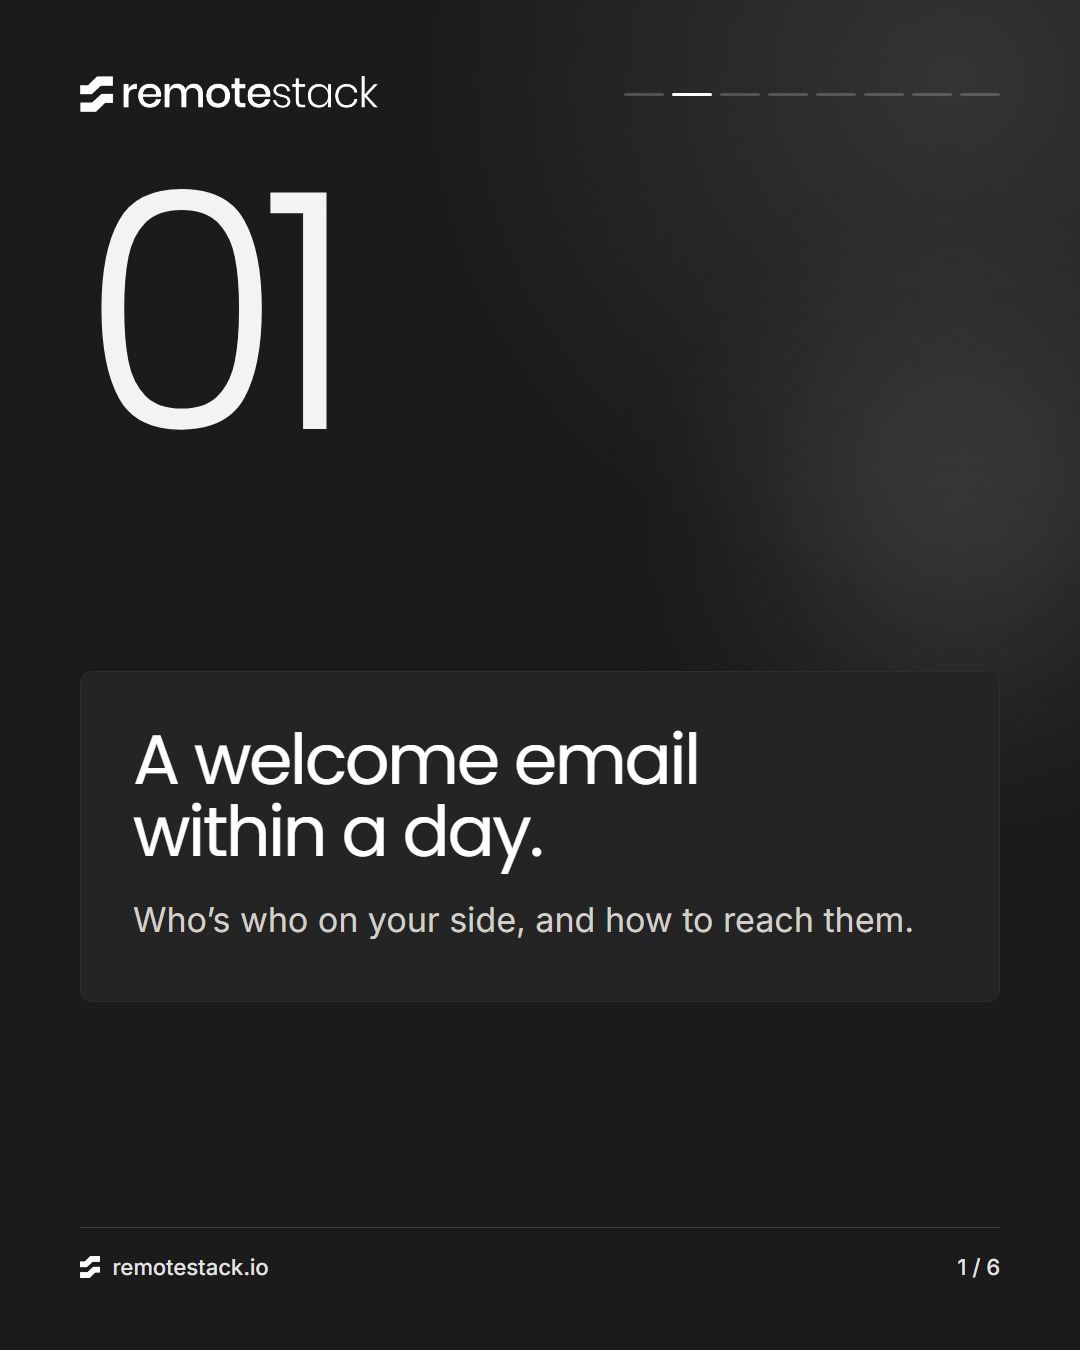 remotestack
01
A welcome email
within a day.
Who’s who on your side, and how to reach them.
remotestack.io
1 / 6